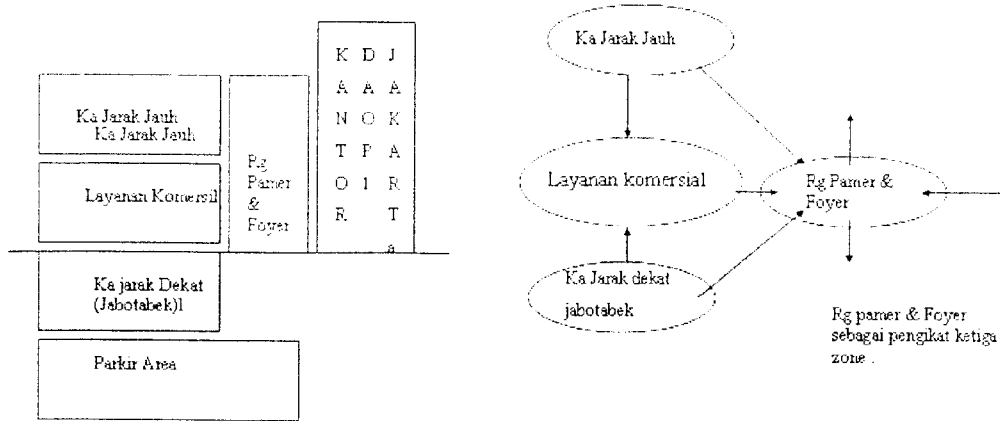 Ka Jarak Jauh
Ka Jarak Jauh
Layanan Komersil
Ka jarak Dekat
(Jabotabek)l
Parkir Area
Rg
Pamer
&
Foyer
K D J
A A A
N O K
T P A
O 1 R
R T
a
Ka Jarak Jauh
Layanan komersial
Ka Jarak dekat
jabotabek
Rg Pamer &
Foyer
Rg pamer & Foyer
sebagai pengikat ketiga
zone .